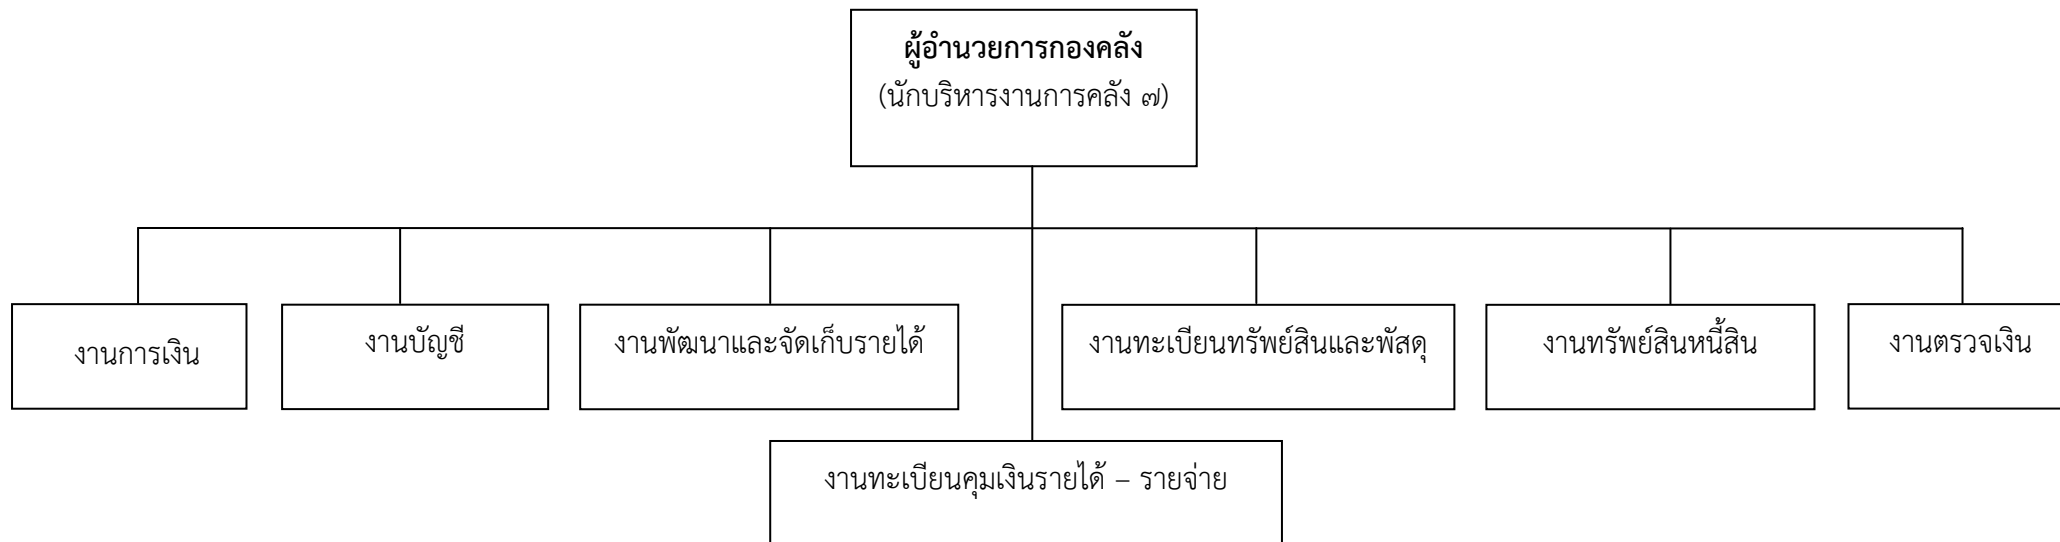 ผู้อำนวยการกองคลัง
(นักบริหารงานการคลัง ๗)
งานการเงิน
งานบัญชี
งานพัฒนาและจัดเก็บรายได้
งานทะเบียนทรัพย์สินและพัสดุ
งานทรัพย์สินหนี้สิน
งานตรวจเงิน
งานทะเบียนคุมเงินรายได้ – รายจ่าย